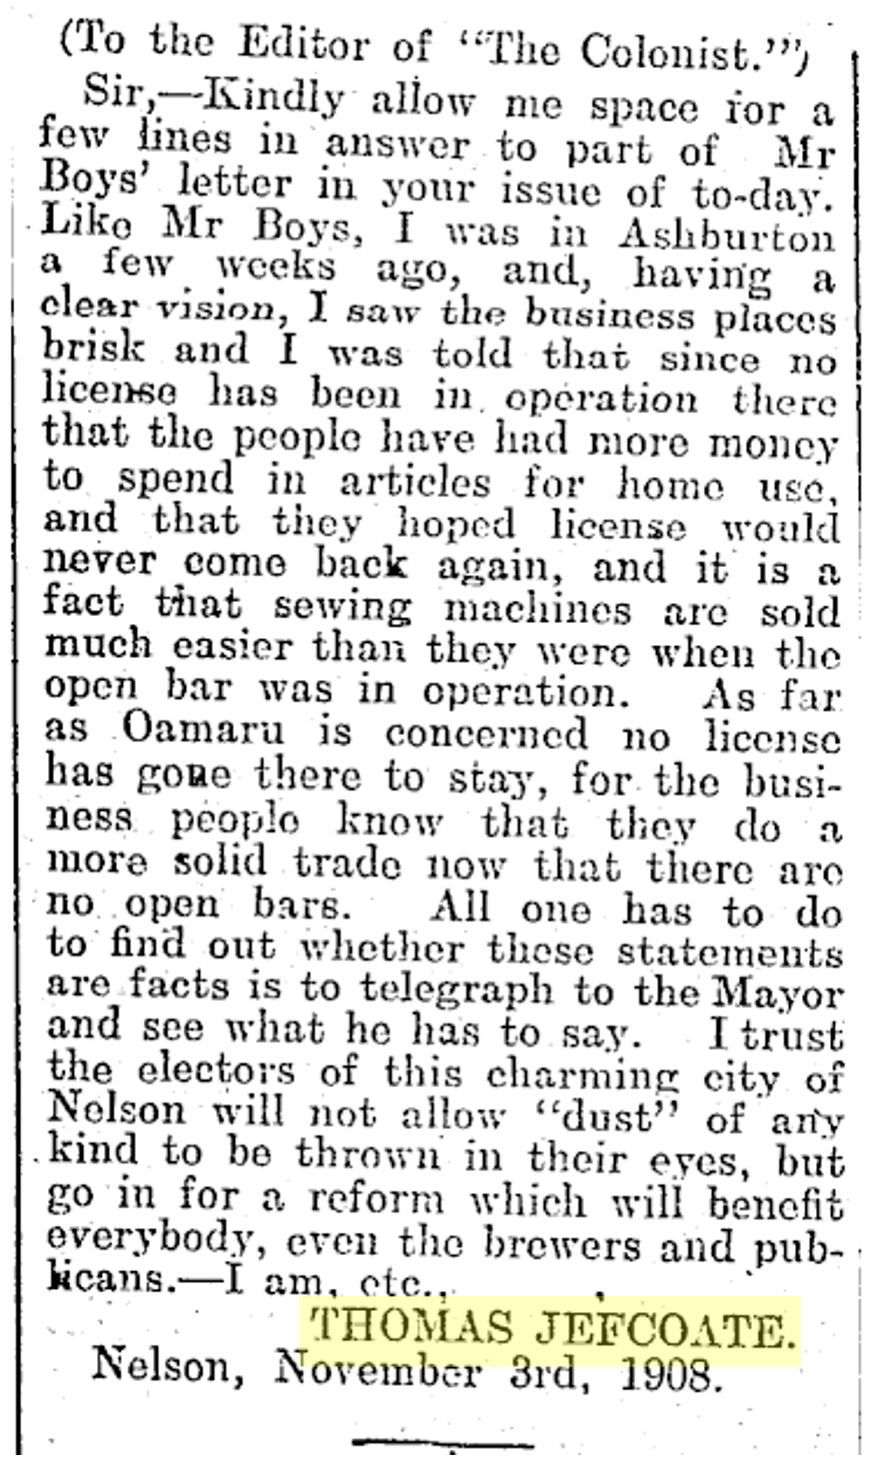 (To the Editor of "The Colonist.")
Sir,—Kindly allow me space for a
few lines in answer to part of Mr
Boys' letter in your issue of to-day.
Like Mr Boys, I was in Ashburton
a few weeks ago, and, having a
clear vision, I saw the business places
brisk and I was told that since no
license has been in operation there
that the people have had more money
to spend in articles for home use,
and that they hoped license would
never come back again, and it is a
fact that sewing machines are sold
much easier than they were when the
open bar was in operation. As far
as Oamaru is concerned no license
has gone there to stay, for the busi-
ness people know that they do a
more solid trade now that there are
no open bars. All one has to do
to find out whether these statements
are facts is to telegraph to the Mayor
and see what he has to say. I trust
the electors of this charming city of
Nelson will not allow "dust" of any
kind to be thrown in their eyes, but
go in for a reform which will benefit
everybody, even the brewers and pub-
licans.—I am, etc.,
THOMAS JEFCOATE.
Nelson, November 3rd, 1908.